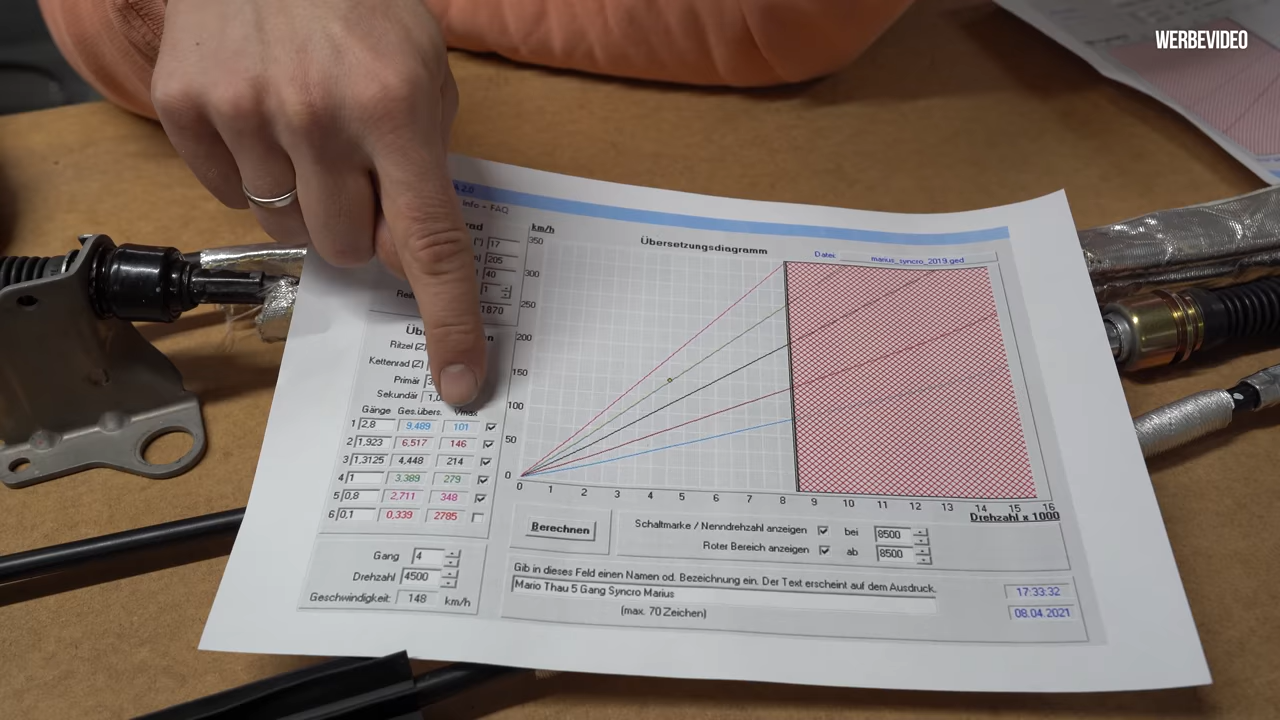 WERBEVIDEO
2.0
Info - FAQ
km/h
Übersetzungsdiagramm
Datei
marius_syncro_2019.ged
350
300
250
200
150
100
50
0
17
205
40
1
1870
Ritzel (Z)
Kettenrad (Z)
Primär
Sekundär
Gänge Ges.übers. Vmax
1 2,8 9,489 101
2 1,923 6,517 146
3 1,3125 4,448 214
4 1 3,389 279
5 0,8 2,711 348
6 0,1 0,339 2785
0 1 2 3 4 5 6 7 8 9 10 11 12 13 14 15 16
Drehzahl x 1000
Berechnen
Schaltmarke / Nenndrehzahl anzeigen bei 8500
Roter Bereich anzeigen ab 8500
Gang 4
Drehzahl 4500
Geschwindigkeit: 148 km/h
Gib in dieses Feld einen Namen od. Bezeichnung ein. Der Text erscheint auf dem Ausdruck.
Mario Thau 5 Gang Syncro Marius
(max. 70 Zeichen)
17:33:32
08.04.2021